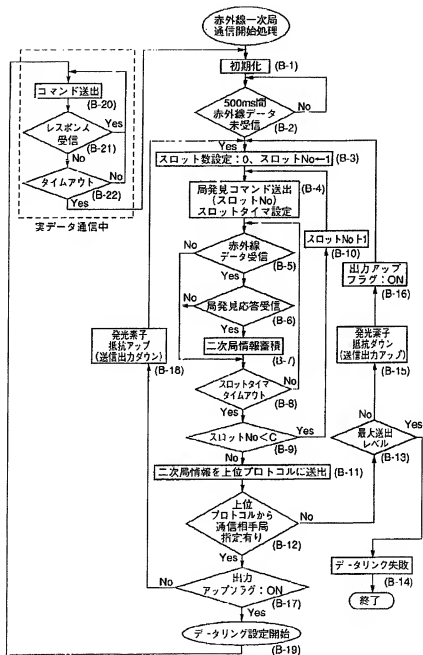 赤外線一次局
通信開始処理
初期化
(B-1)
500ms間
赤外線データ
未受信
No
(B-2)
Yes
スロット数設定:0、スロットNo←1
(B-3)
局発見コマンド送出
(スロットNo)
スロットタイマ設定
(B-4)
No
赤外線
データ受信
(B-5)
Yes
No
局発見応答受信
(B-6)
Yes
二次局情報蓄積
(B-7)
スロットタイマ
タイムアウト
No
(B-8)
Yes
スロットNo<C
Yes
(B-9)
No
スロットNo+1
(B-10)
二次局情報を上位プロトコルに送出
(B-11)
上位
プロトコルから
通信相手局
指定有り
No
(B-12)
Yes
最大送出
レベル
No
Yes
(B-13)
データリンク失敗
(B-14)
終了
発光素子
抵抗ダウン
(送信出力アップ)
(B-15)
出力アップ
フラグ:ON
(B-16)
No
出力
アップフラグ:ON
(B-17)
Yes
発光素子
抵抗アップ
(送信出力ダウン)
(B-18)
データリング設定開始
(B-19)
コマンド送出
(B-20)
レスポンス
受信
Yes
(B-21)
No
タイムアウト
(B-22)
Yes
実データ通信中